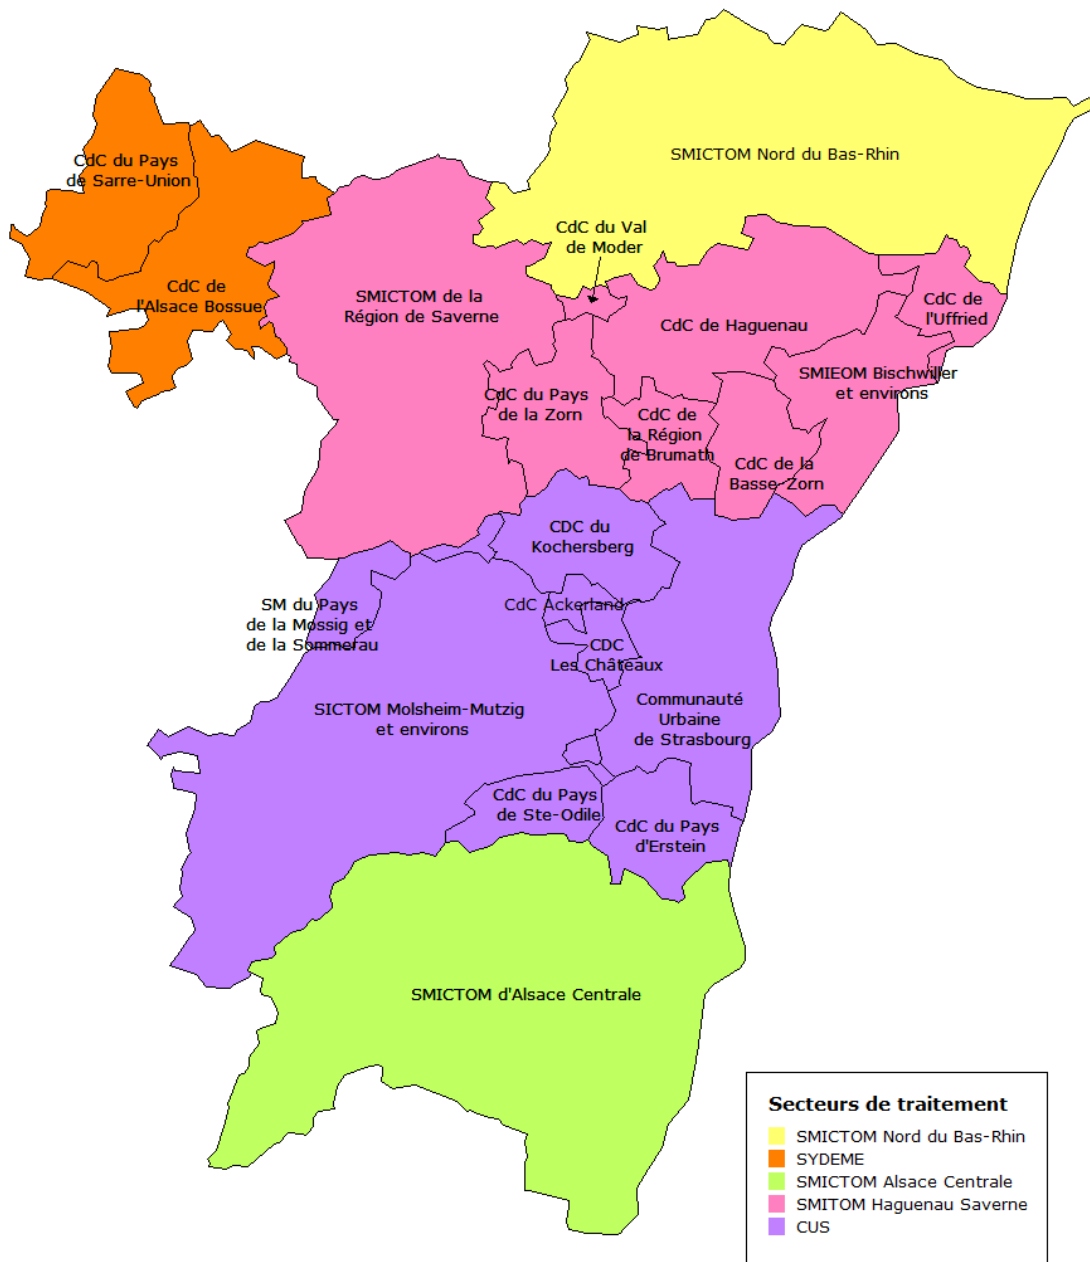 CdC du Pays
de Sarre-Union
SMICTOM Nord du Bas-Rhin
CdC du Val
de Moder
CdC de
l'Alsace Bossue
SMICTOM de la
Région de Saverne
CdC de
l'Uffried
CdC de Haguenau
SMIEOM Bischwiller
et environs
CdC du Pays
de la Zorn
CdC de
la Région
de Brumath
CdC de la
Basse-Zorn
CDC du
Kochersberg
SM du Pays
de la Mossig et
de la Sommerau
CdC Ackerland
CDC
Les Châteaux
SICTOM Molsheim-Mutzig
et environs
Communauté
Urbaine
de Strasbourg
CdC du Pays
de Ste-Odile
CdC du Pays
d'Erstein
SMICTOM d'Alsace Centrale
Secteurs de traitement
SMICTOM Nord du Bas-Rhin
SYDEME
SMICTOM Alsace Centrale
SMITOM Haguenau Saverne
CUS